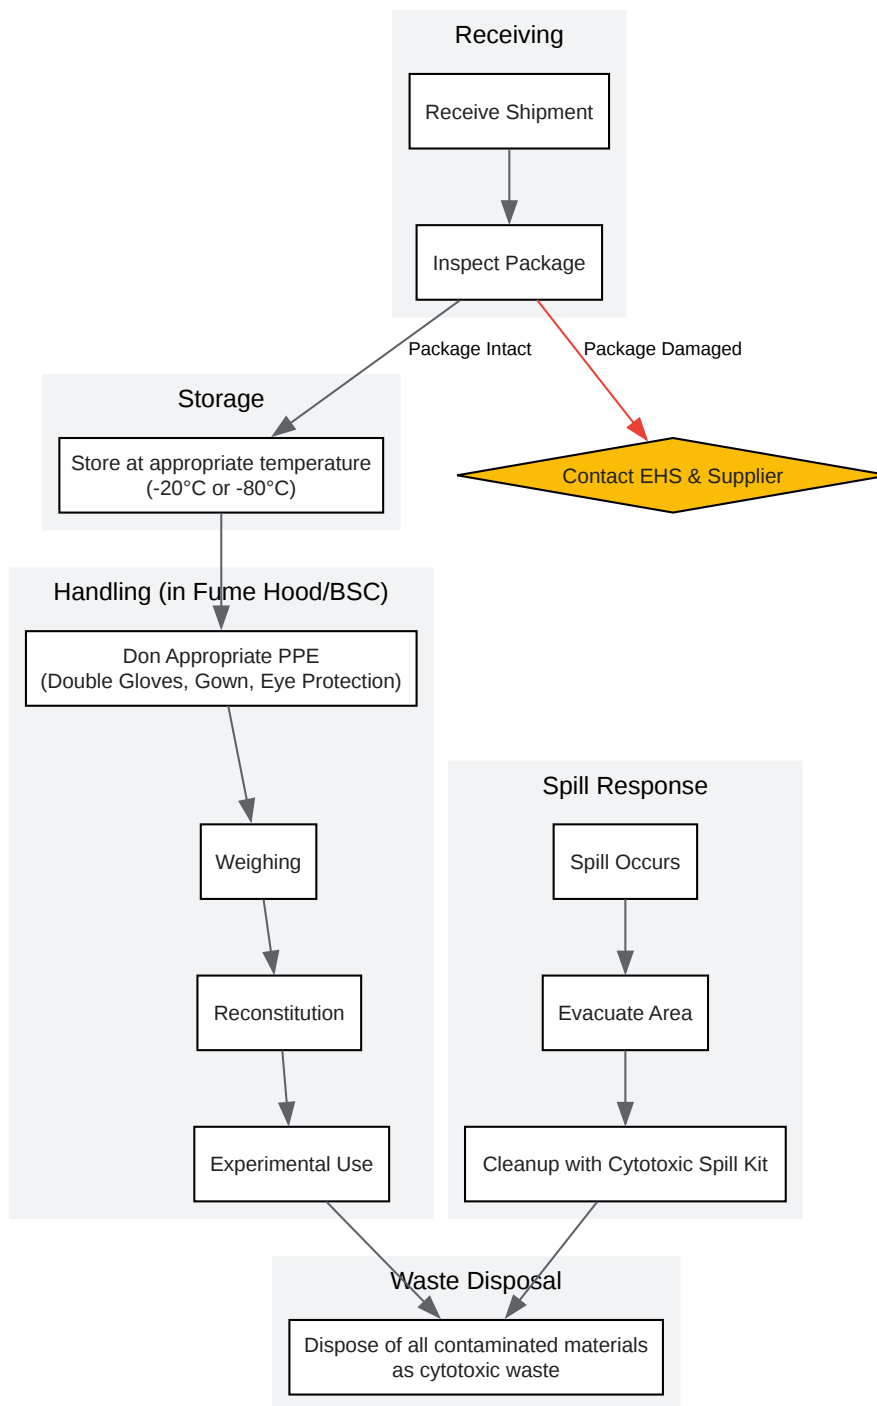 Receiving
Receive Shipment
Inspect Package
Package Intact
Package Damaged
Storage
Store at appropriate temperature
(-20°C or -80°C)
Contact EHS & Supplier
Handling (in Fume Hood/BSC)
Don Appropriate PPE
(Double Gloves, Gown, Eye Protection)
Weighing
Reconstitution
Experimental Use
Spill Response
Spill Occurs
Evacuate Area
Cleanup with Cytotoxic Spill Kit
Waste Disposal
Dispose of all contaminated materials
as cytotoxic waste